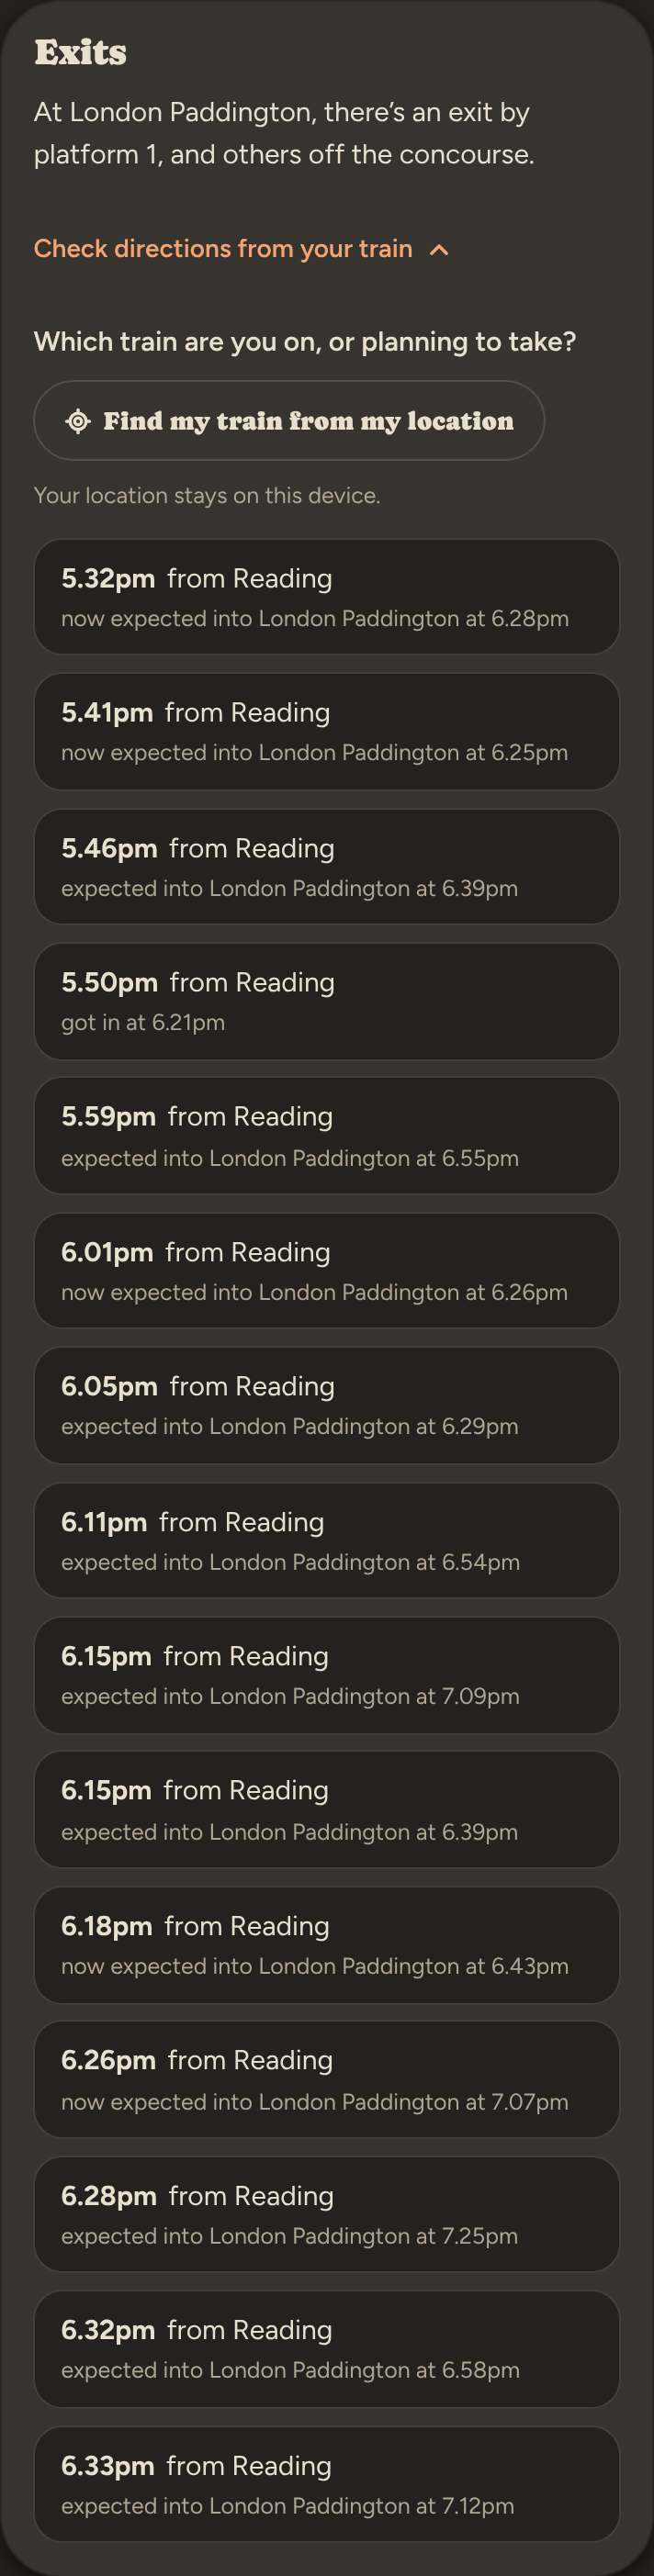 Exits
At London Paddington, there’s an exit by
platform 1, and others off the concourse.
Check directions from your train
Which train are you on, or planning to take?
Find my train from my location
Your location stays on this device.
5.32pm from Reading
now expected into London Paddington at 6.28pm
5.41pm from Reading
now expected into London Paddington at 6.25pm
5.46pm from Reading
expected into London Paddington at 6.39pm
5.50pm from Reading
got in at 6.21pm
5.59pm from Reading
expected into London Paddington at 6.55pm
6.01pm from Reading
now expected into London Paddington at 6.26pm
6.05pm from Reading
expected into London Paddington at 6.29pm
6.11pm from Reading
expected into London Paddington at 6.54pm
6.15pm from Reading
expected into London Paddington at 7.09pm
6.15pm from Reading
expected into London Paddington at 6.39pm
6.18pm from Reading
now expected into London Paddington at 6.43pm
6.26pm from Reading
now expected into London Paddington at 7.07pm
6.28pm from Reading
expected into London Paddington at 7.25pm
6.32pm from Reading
expected into London Paddington at 6.58pm
6.33pm from Reading
expected into London Paddington at 7.12pm